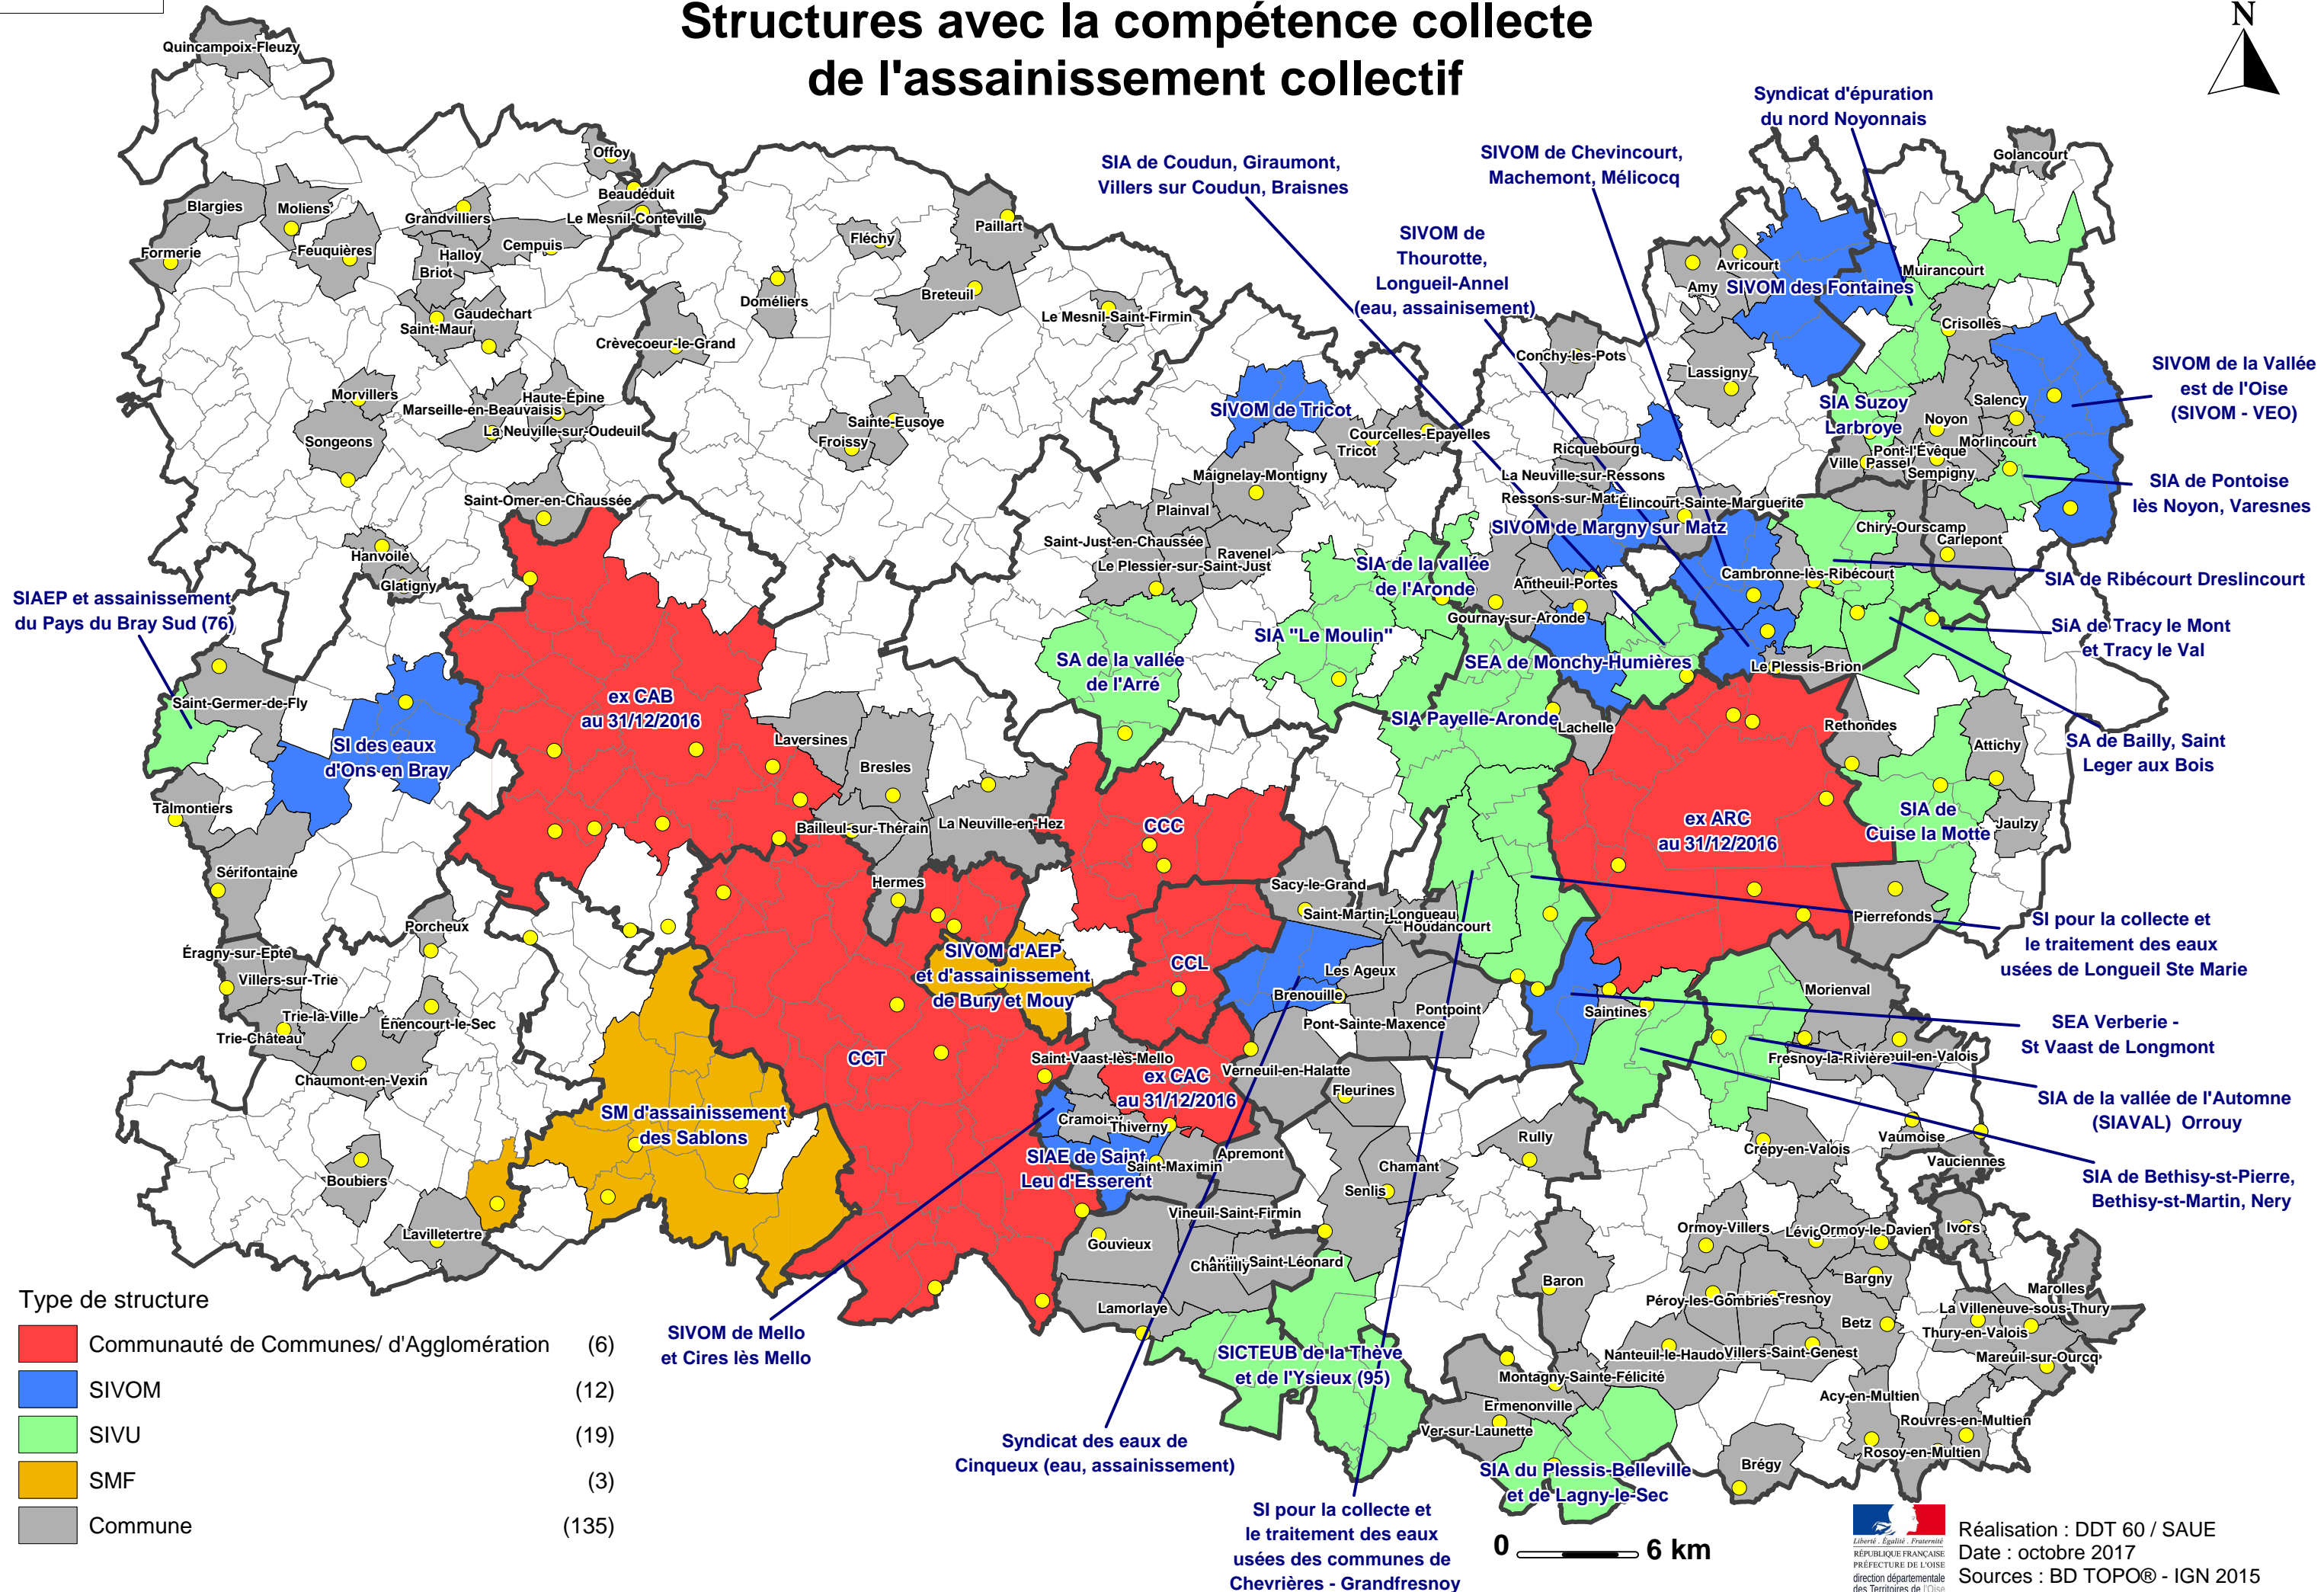 Structures avec la compétence collecte
de l'assainissement collectif
N
Quincampoix-Fleuzy
Syndicat d'épuration
du nord Noyonnais
SIA de Coudun, Giraumont,
Villers sur Coudun, Braisnes
SIVOM de Chevincourt,
Machemont, Mélicocq
Golancourt
Offoy
Beaudéduit
Le Mesnil-Conteville
Blargies
Moliens
Grandvilliers
Feuquières
Formerie
Halloy
Briot
Cempuis
Fléchy
Paillart
Breteuil
Doméliers
Le Mesnil-Saint-Firmin
SIVOM de
Thourotte,
Longueil-Annel
(eau, assainisement)
Avricourt
Amy
SIVOM des Fontaines
Muirancourt
Crisolles
Gaudechart
Saint-Maur
Crèvecoeur-le-Grand
Conchy-les-Pots
Lassigny
SIVOM de la Vallée
est de l'Oise
(SIVOM - VEO)
Morvillers
Haute-Épine
Marseille-en-Beauvaisis
La Neuville-sur-Oudeuil
Songeons
Sainte-Eusoye
Froissy
SIVOM de Tricot
Courcelles-Epayelles
Tricot
Ricquebourg
SIA Suzoy
Larbroye
Salency
Noyon
Morlincourt
Pont-l'Évêque
Ville
Passel
Sempigny
Maignelay-Montigny
La Neuville-sur-Ressons
Élincourt-Sainte-Marguerite
SIVOM de Margny sur Matz
SIA de Pontoise
lès Noyon, Varesnes
Saint-Omer-en-Chaussée
Plainval
Saint-Just-en-Chaussée
Ravenel
Le Plessier-sur-Saint-Just
Chiry-Ourscamp
Carlepont
Hanvoile
Glatigny
SIA de la vallée
de l'Aronde
Antheuil-Portes
Cambronne-lès-Ribécourt
SIA de Ribécourt Dreslincourt
SIAEP et assainissement
du Pays du Bray Sud (76)
Gournay-sur-Aronde
SIA "Le Moulin"
SEA de Monchy-Humières
Le Plessis-Brion
SiA de Tracy le Mont
et Tracy le Val
SA de la vallée
de l'Arré
Saint-Germer-de-Fly
ex CAB
au 31/12/2016
SIA Payelle-Aronde
Lachelle
Rethondes
Attichy
SA de Bailly, Saint
Leger aux Bois
SI des eaux
d'Ons en Bray
Laversines
Bresles
Talmontiers
Bailleul-sur-Thérain
La Neuville-en-Hez
CCC
ex ARC
au 31/12/2016
SIA de
Cuise la Motte
Jaulzy
Sérifontaine
Hermes
Sacy-le-Grand
Saint-Martin-Longueau
Houdancourt
Pierrefonds
SI pour la collecte et
le traitement des eaux
usées de Longueil Ste Marie
Porcheux
Éragny-sur-Epte
Villers-sur-Trie
SIVOM d'AEP
et d'assainissement
de Bury et Mouy
CCL
Les Ageux
Brenouille
Pontpoint
Pont-Sainte-Maxence
Morienval
Saintines
Trie-la-Ville
Trie-Château
Énencourt-le-Sec
SEA Verberie -
St Vaast de Longmont
CCT
Saint-Vaast-lès-Mello
ex CAC
au 31/12/2016
Verneuil-en-Halatte
Fleurines
Fresnoy-la-Rivière
Chaumont-en-Vexin
SM d'assainissement
des Sablons
Thiverny
SIA de la vallée de l'Automne
(SIAVAL) Orrouy
Rully
Crépy-en-Valois
Vaumoise
Vauciennes
SIAE de Saint
Leu d'Esserent
Saint-Maximin
Apremont
Chamant
Senlis
SIA de Bethisy-st-Pierre,
Bethisy-st-Martin, Nery
Boubiers
Vineuil-Saint-Firmin
Lavilletertre
Gouvieux
Chantilly
Avilly-Saint-Léonard
Ormoy-Villers
Ormoy-le-Davien
Ivors
Baron
Bargny
Marolles
Péroy-les-Gombries
Lamorlaye
La Villeneuve-sous-Thury
Betz
Thury-en-Valois
Nanteuil-le-Haudouin
Villers-Saint-Genest
Mareuil-sur-Ourcq
SICTEUB de la Thève
et de l'Ysieux (95)
Montagny-Sainte-Félicité
Ermenonville
Ver-sur-Launette
Acy-en-Multien
Rouvres-en-Multien
Rosoy-en-Multien
Brégy
SIA du Plessis-Belleville
et de Lagny-le-Sec
SIVOM de Mello
et Cires lès Mello
Syndicat des eaux de
Cinqueux (eau, assainissement)
SI pour la collecte et
le traitement des eaux
usées des communes de
Chevrières - Grandfresnoy
Type de structure
Communauté de Communes/ d'Agglomération (6)
SIVOM (12)
SIVU (19)
SMF (3)
Commune (135)
0 6 km
Liberté . Égalité . Fraternité
RÉPUBLIQUE FRANÇAISE
PRÉFECTURE DE L'OISE
direction départementale
des Territoires de l'Oise
Réalisation : DDT 60 / SAUE
Date : octobre 2017
Sources : BD TOPO® - IGN 2015